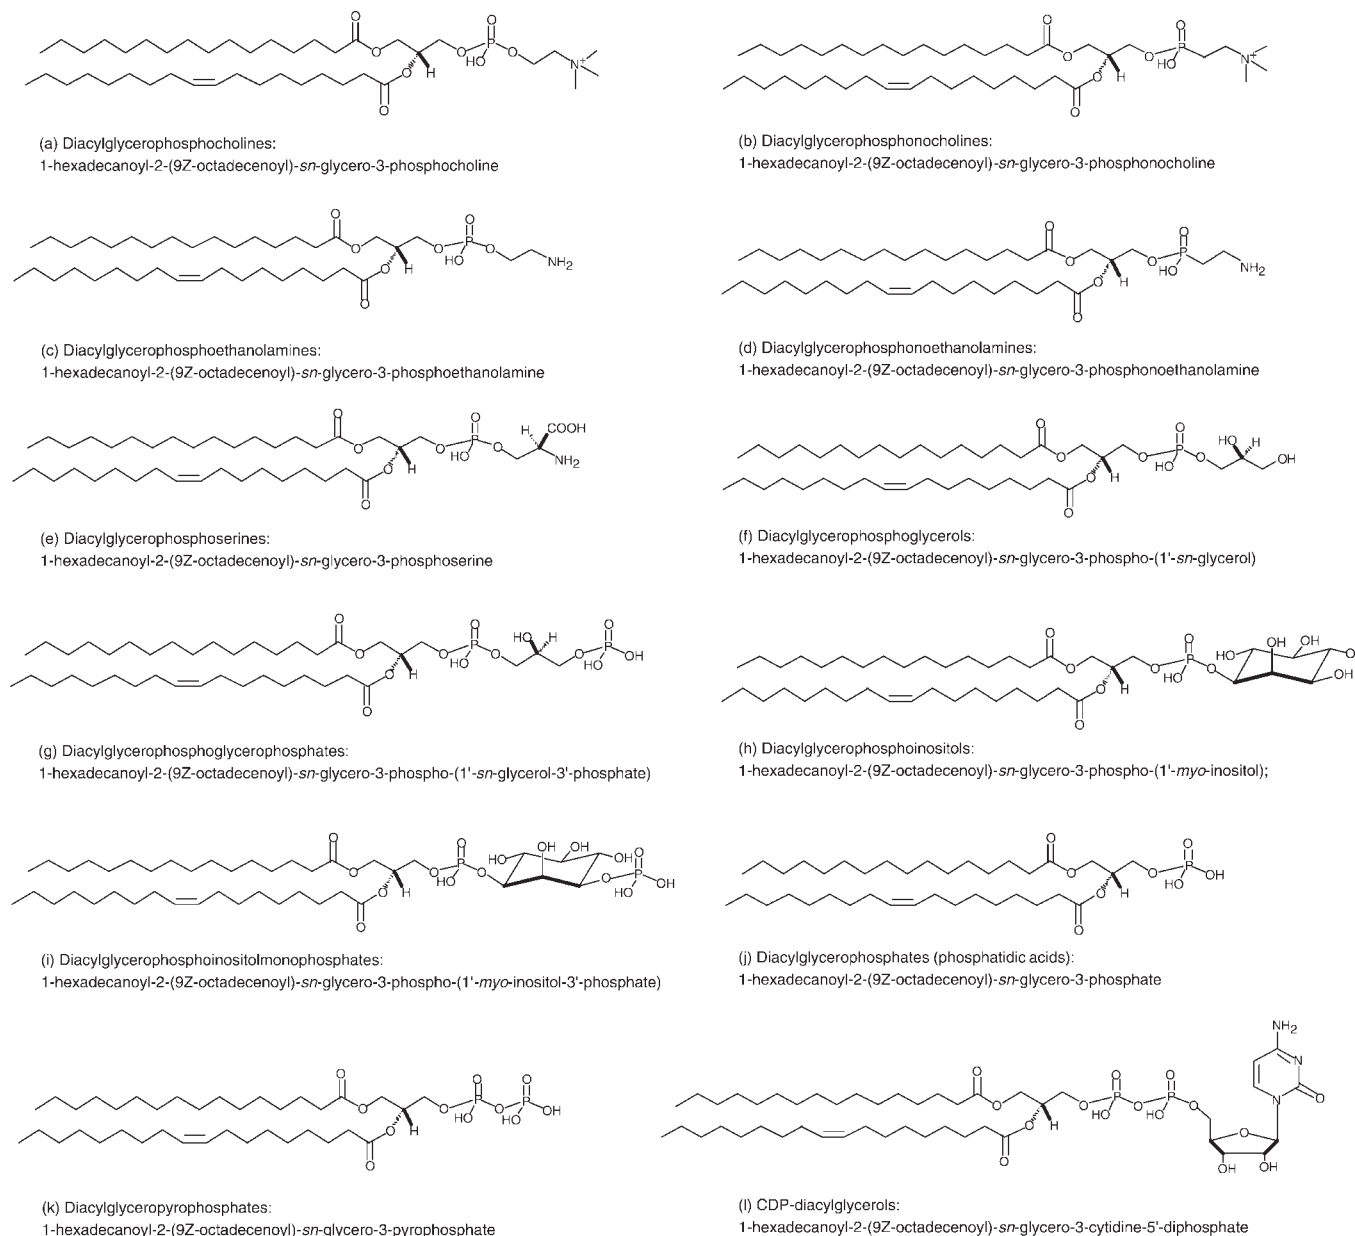 (a) Diacylglycerophosphocholines:
1-hexadecanoyl-2-(9Z-octadecenoyl)-sn-glycero-3-phosphocholine
(b) Diacylglycerophosphonocholines:
1-hexadecanoyl-2-(9Z-octadecenoyl)-sn-glycero-3-phosphonocholine
(c) Diacylglycerophosphoethanolamines:
1-hexadecanoyl-2-(9Z-octadecenoyl)-sn-glycero-3-phosphoethanolamine
(d) Diacylglycerophosphonoethanolamines:
1-hexadecanoyl-2-(9Z-octadecenoyl)-sn-glycero-3-phosphonoethanolamine
(e) Diacylglycerophosphoserines:
1-hexadecanoyl-2-(9Z-octadecenoyl)-sn-glycero-3-phosphoserine
(f) Diacylglycerophosphoglycerols:
1-hexadecanoyl-2-(9Z-octadecenoyl)-sn-glycero-3-phospho-(1'-sn-glycerol)
(g) Diacylglycerophosphoglycerophosphates:
1-hexadecanoyl-2-(9Z-octadecenoyl)-sn-glycero-3-phospho-(1'-sn-glycerol-3'-phosphate)
(h) Diacylglycerophosphoinositols:
1-hexadecanoyl-2-(9Z-octadecenoyl)-sn-glycero-3-phospho-(1'-myo-inositol);
(i) Diacylglycerophosphoinositolmonophosphates:
1-hexadecanoyl-2-(9Z-octadecenoyl)-sn-glycero-3-phospho-(1'-myo-inositol-3'-phosphate)
(j) Diacylglycerophosphates (phosphatidic acids):
1-hexadecanoyl-2-(9Z-octadecenoyl)-sn-glycero-3-phosphate
(k) Diacylglyceropyrophosphates:
1-hexadecanoyl-2-(9Z-octadecenoyl)-sn-glycero-3-pyrophosphate
(l) CDP-diacylglycerols:
1-hexadecanoyl-2-(9Z-octadecenoyl)-sn-glycero-3-cytidine-5'-diphosphate